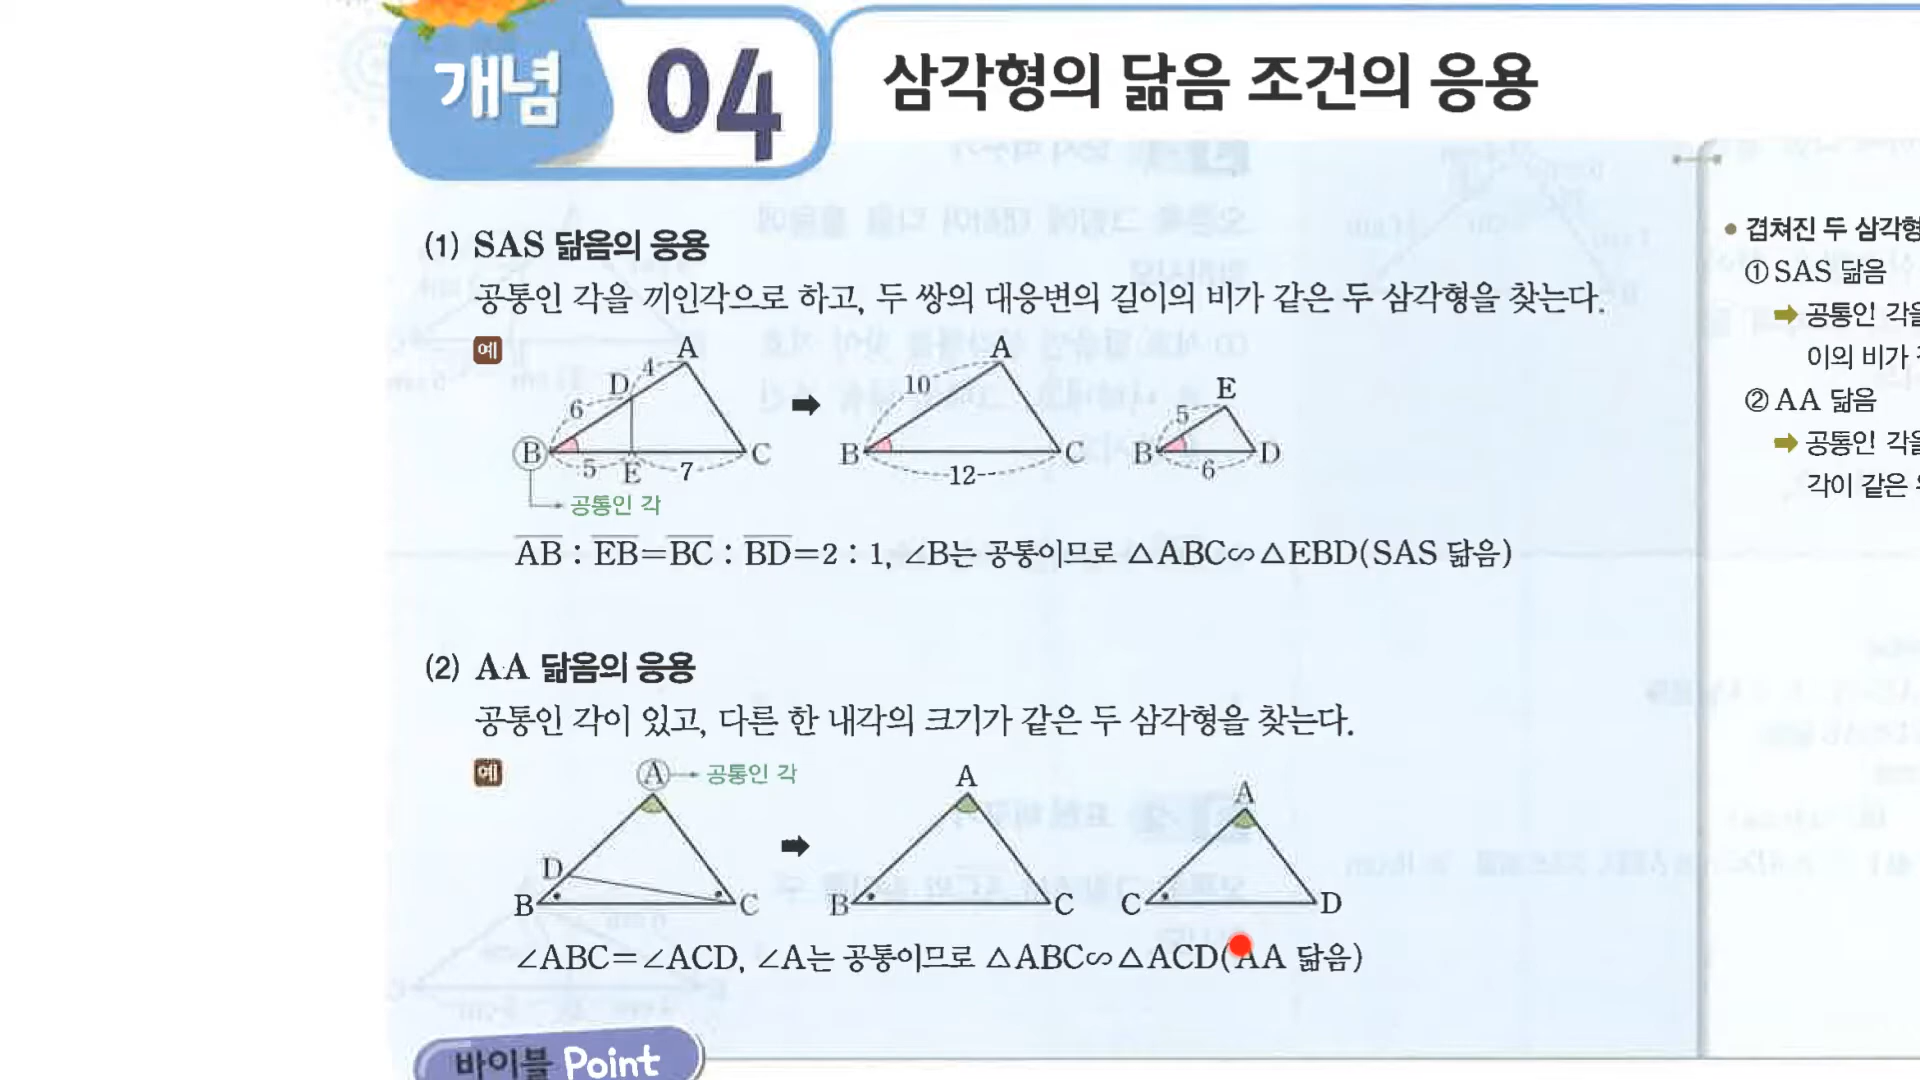 개념 04 삼각형의 닮음 조건의 응용
(1) SAS 닮음의 응용
공통인 각을 끼인각으로 하고, 두 쌍의 대응변의 길이의 비가 같은 두 삼각형을 찾는다.
예
A
4
D
6
B
5
E
7
C
공통인 각
A
10
B
12
C
E
5
B
6
D
AB : EB=BC : BD=2 : 1, ∠B는 공통이므로 △ABC∽△EBD(SAS 닮음)
(2) AA 닮음의 응용
공통인 각이 있고, 다른 한 내각의 크기가 같은 두 삼각형을 찾는다.
예
A 공통인 각
D
B
C
A
B
C
A
C
D
∠ABC=∠ACD, ∠A는 공통이므로 △ABC∽△ACD(AA 닮음)
바이블 Point
겹쳐진 두 삼각형
① SAS 닮음
공통인 각을
이의 비가
② AA 닮음
공통인 각을
각이 같은